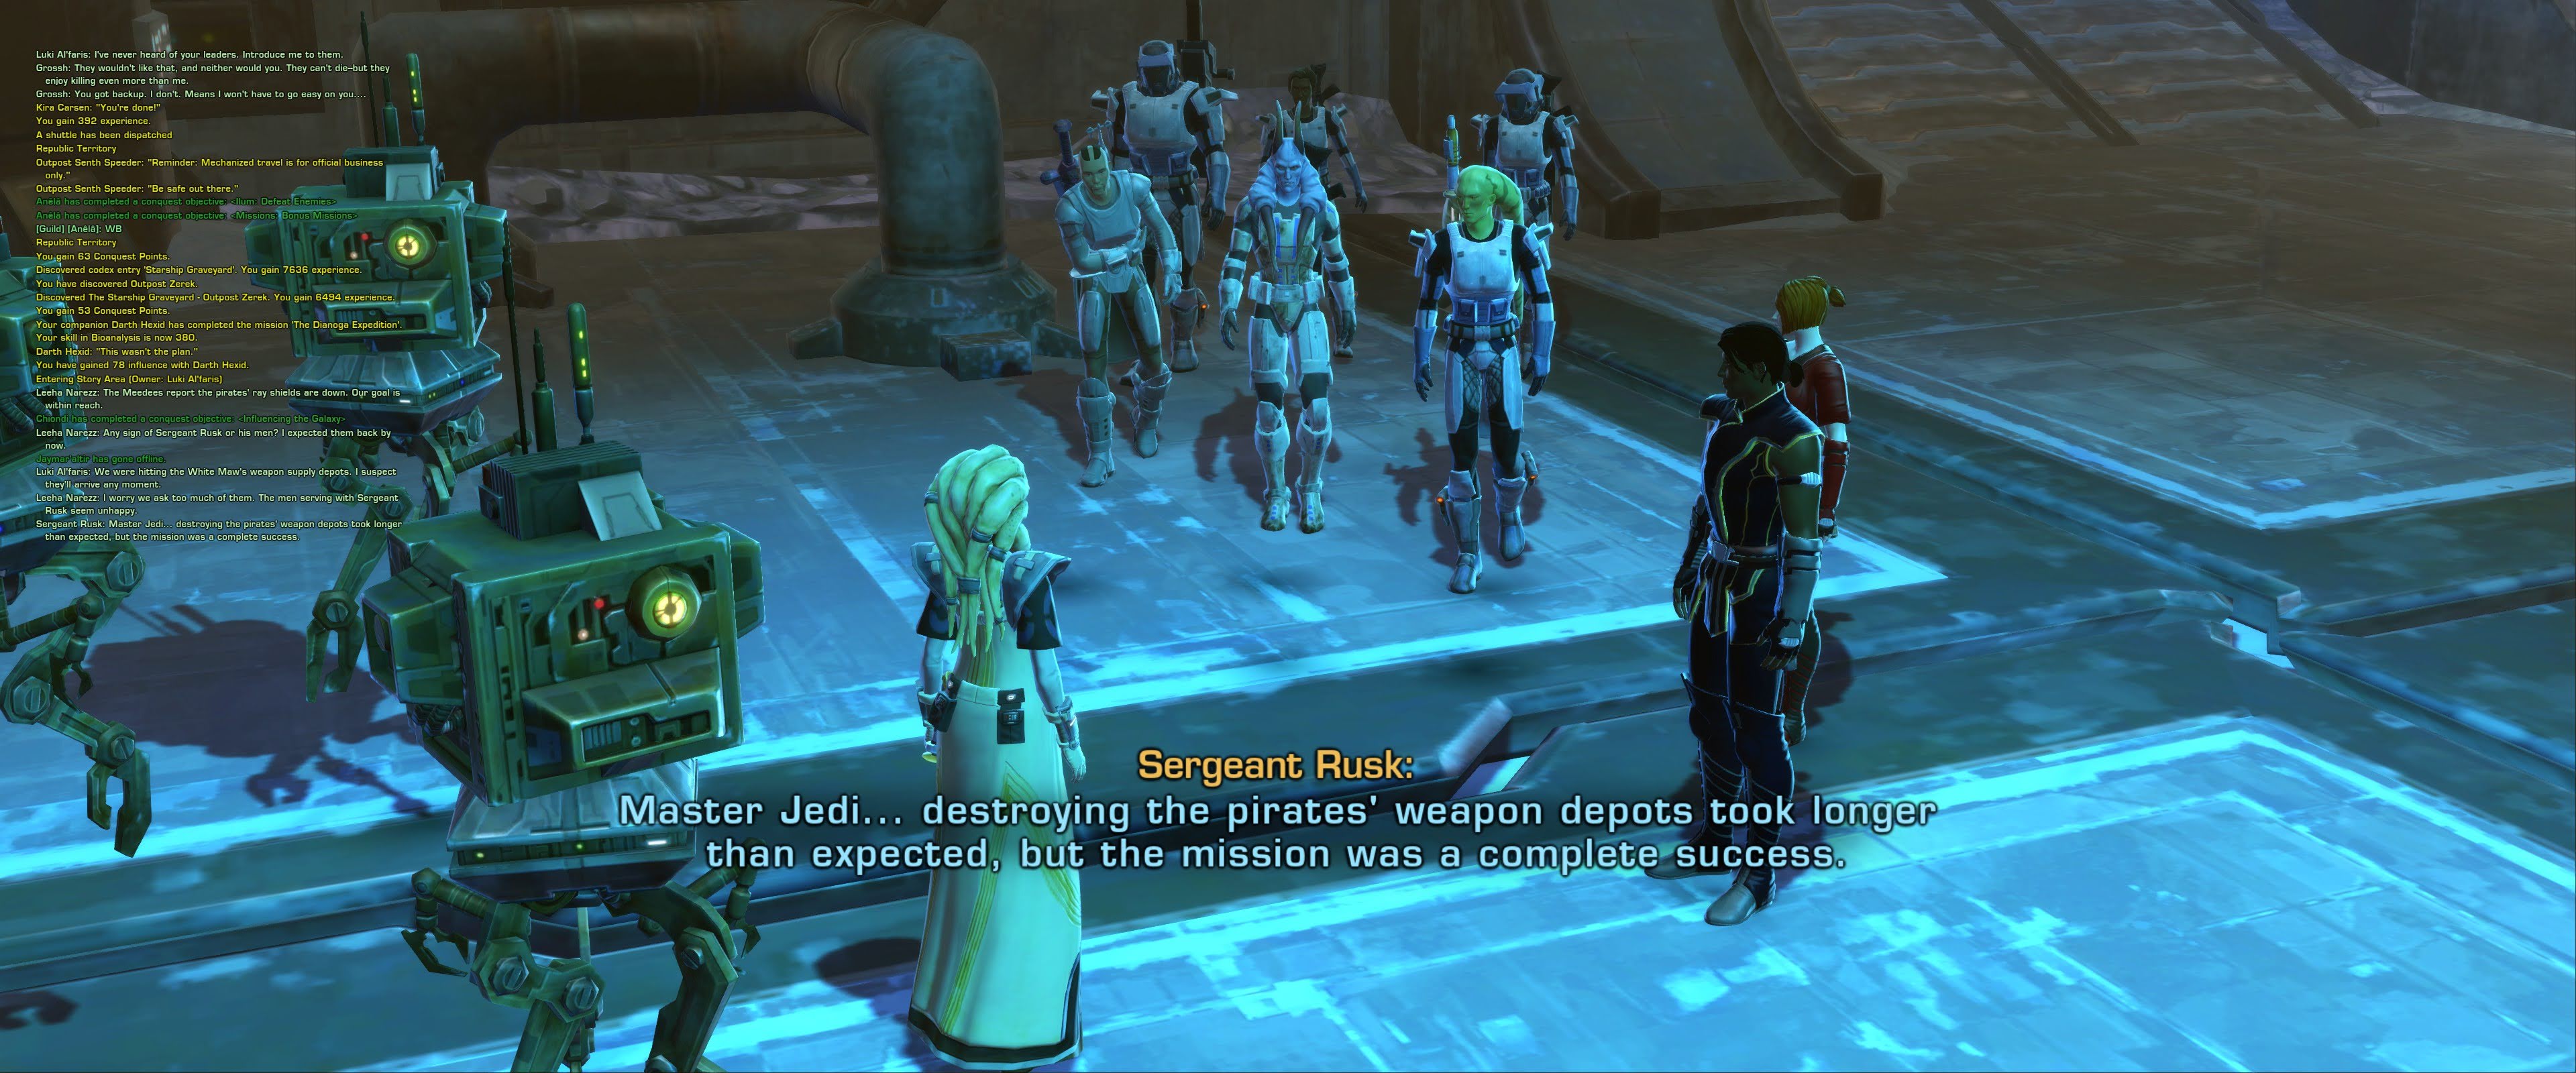 Luki Al'faris: I've never heard of your leaders. Introduce me to them.
Grossh: They wouldn't like that, and neither would you. They can't die–but they
enjoy killing even more than me.
Grossh: You got backup. I don't. Means I won't have to go easy on you....
Kira Carsen: "You're done!"
You gain 392 experience.
A shuttle has been dispatched
Republic Territory
Outpost Senth Speeder: "Reminder: Mechanized travel is for official business
only."
Outpost Senth Speeder: "Be safe out there."
Anêlâ has completed a conquest objective: <Ilum: Defeat Enemies>
Anêlâ has completed a conquest objective: <Missions: Bonus Missions>
[Guild] [Anêlâ]: WB
Republic Territory
You gain 63 Conquest Points.
Discovered codex entry 'Starship Graveyard'. You gain 7636 experience.
You have discovered Outpost Zerek.
Discovered The Starship Graveyard - Outpost Zerek. You gain 6494 experience.
You gain 53 Conquest Points.
Your companion Darth Hexid has completed the mission 'The Dianoga Expedition'.
Your skill in Bioanalysis is now 380.
Darth Hexid: "This wasn't the plan."
You have gained 78 influence with Darth Hexid.
Entering Story Area (Owner: Luki Al'faris)
Leeha Narezz: The Meedees report the pirates' ray shields are down. Our goal is
within reach.
Chiondi has completed a conquest objective: <Influencing the Galaxy>
Leeha Narezz: Any sign of Sergeant Rusk or his men? I expected them back by
now.
Jaymar'altir has gone offline.
Luki Al'faris: We were hitting the White Maw's weapon supply depots. I suspect
they'll arrive any moment.
Leeha Narezz: I worry we ask too much of them. The men serving with Sergeant
Rusk seem unhappy.
Sergeant Rusk: Master Jedi... destroying the pirates' weapon depots took longer
than expected, but the mission was a complete success.
Sergeant Rusk:
Master Jedi... destroying the pirates' weapon depots took longer
than expected, but the mission was a complete success.